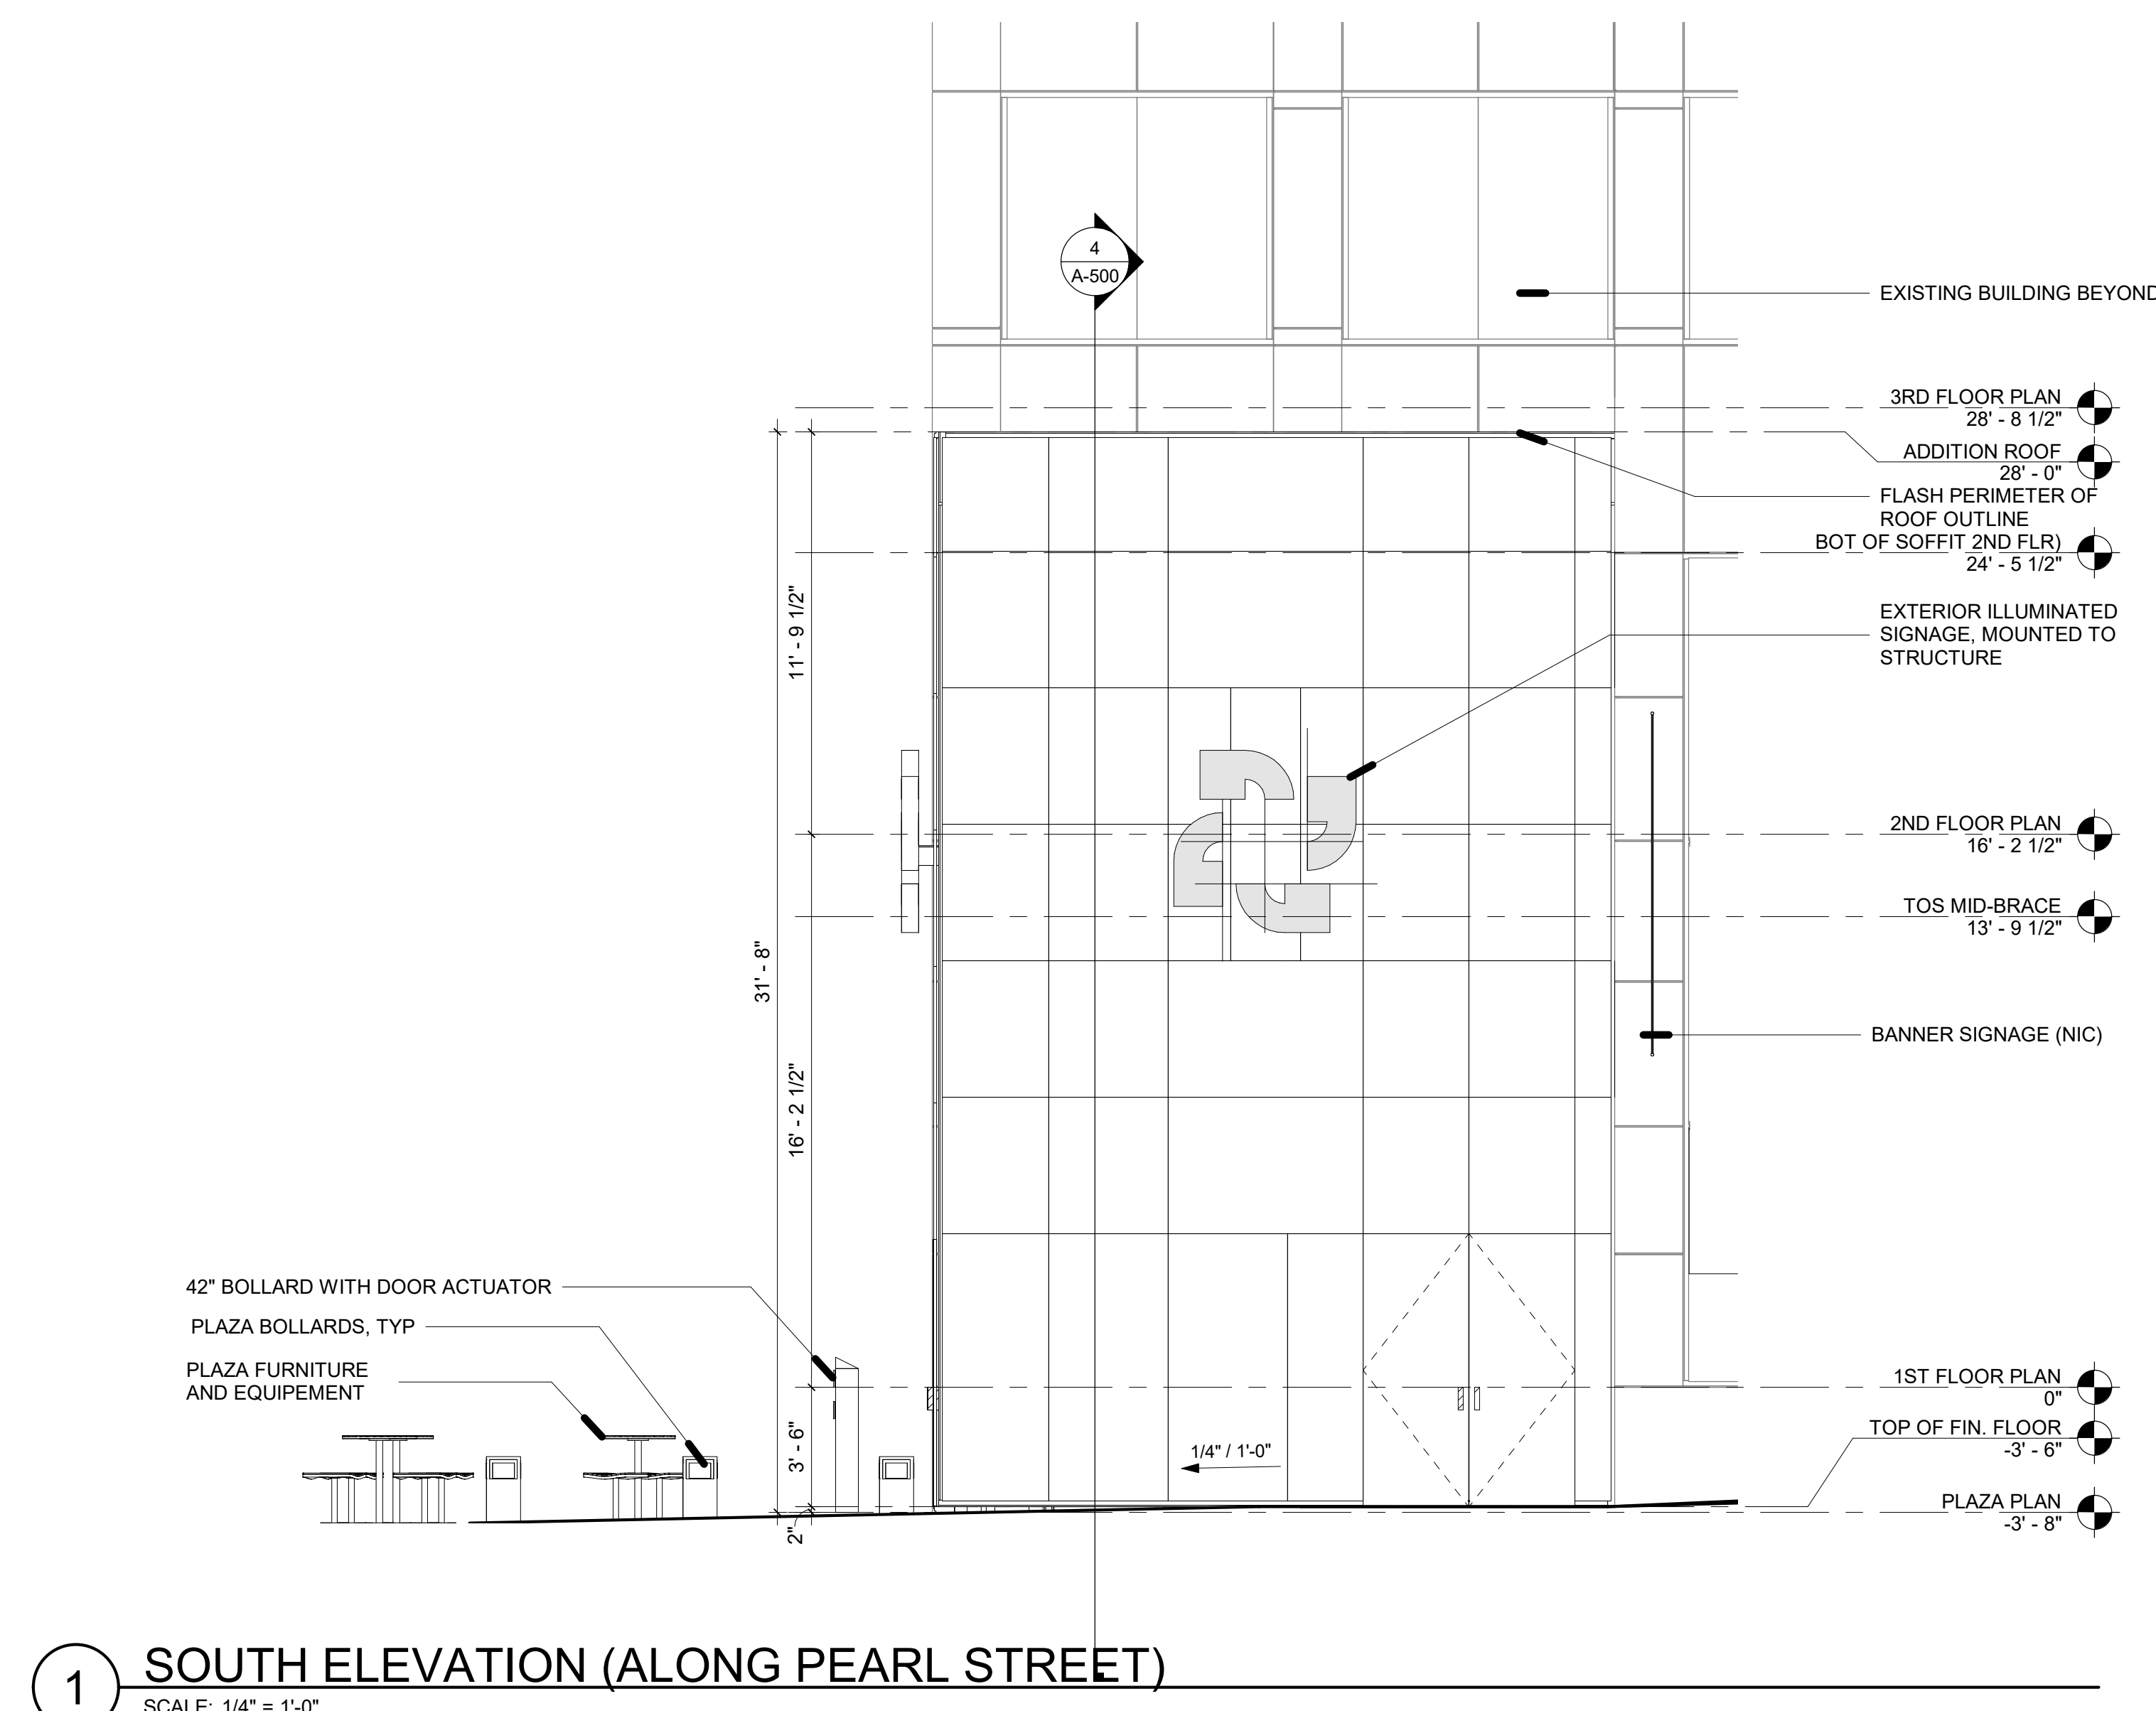 4
A-500
EXISTING BUILDING BEYOND
3RD FLOOR PLAN
28' - 8 1/2"
ADDITION ROOF
28' - 0"
FLASH PERIMETER OF
ROOF OUTLINE
BOT OF SOFFIT 2ND FLR)
24' - 5 1/2"
11' - 9 1/2"
EXTERIOR ILLUMINATED
SIGNAGE, MOUNTED TO
STRUCTURE
2ND FLOOR PLAN
16' - 2 1/2"
TOS MID-BRACE
13' - 9 1/2"
31' - 8"
BANNER SIGNAGE (NIC)
16' - 2 1/2"
42" BOLLARD WITH DOOR ACTUATOR
PLAZA BOLLARDS, TYP
PLAZA FURNITURE
AND EQUIPEMENT
1ST FLOOR PLAN
0"
TOP OF FIN. FLOOR
-3' - 6"
3' - 6"
1/4" / 1'-0"
PLAZA PLAN
-3' - 8"
2"
1
SOUTH ELEVATION (ALONG PEARL STREET)
SCALE: 1/4" = 1'-0"